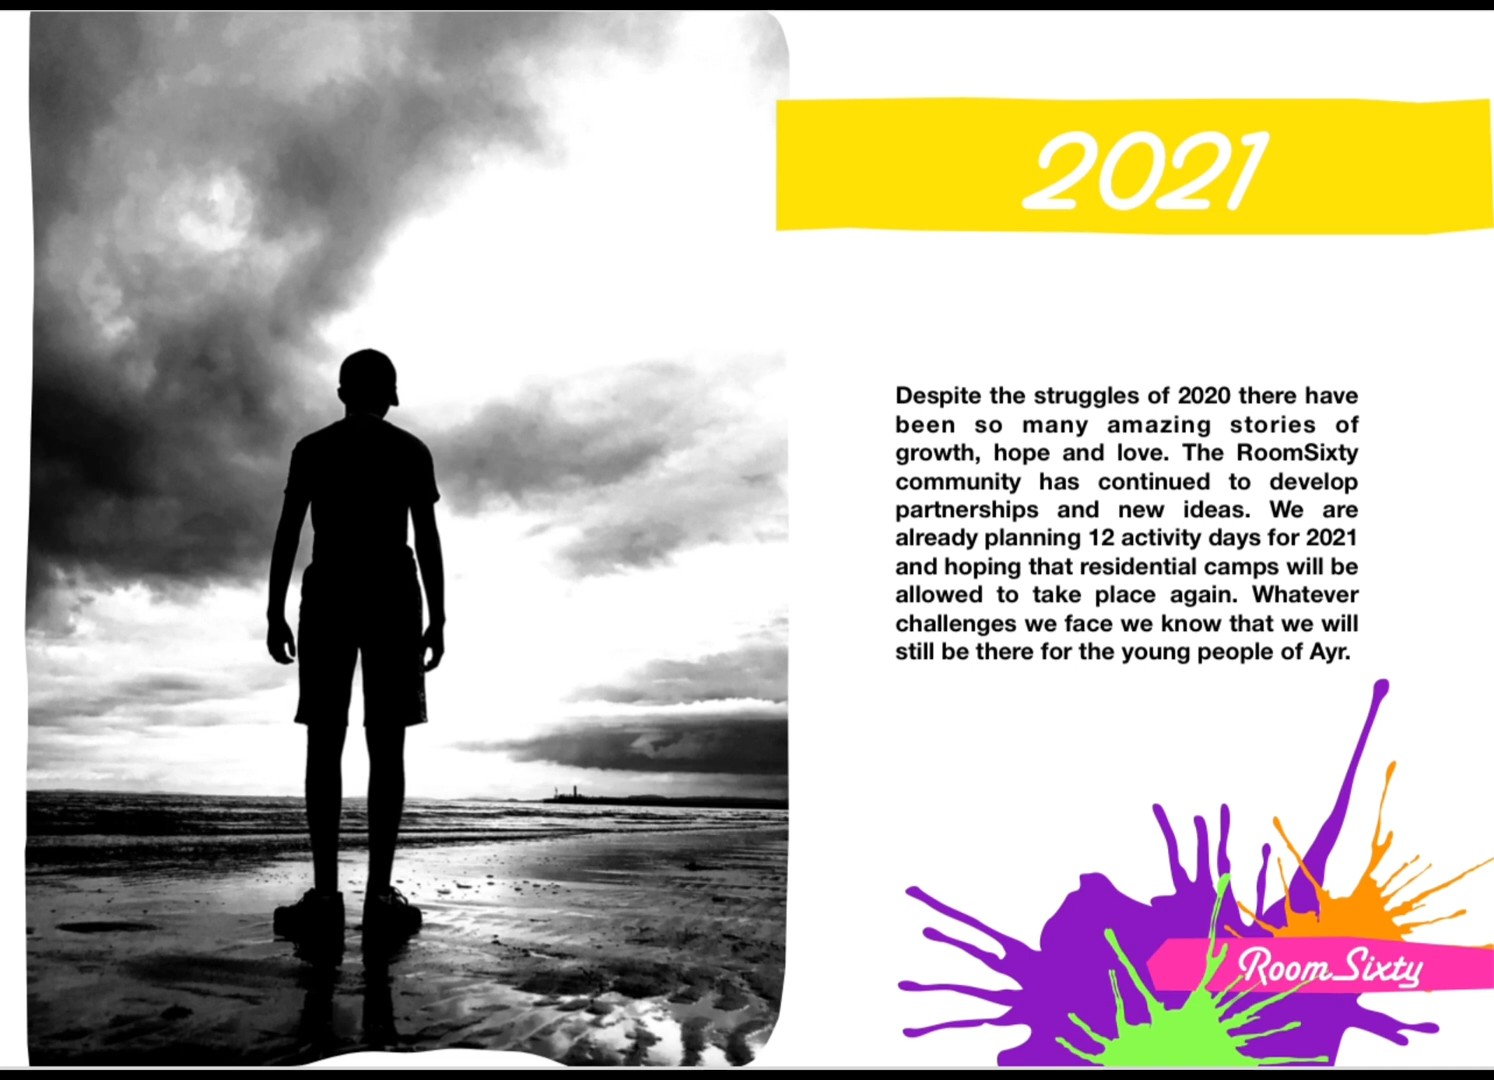 2021
Despite the struggles of 2020 there have
been so many amazing stories of
growth, hope and love. The RoomSixty
community has continued to develop
partnerships and new ideas. We are
already planning 12 activity days for 2021
and hoping that residential camps will be
allowed to take place again. Whatever
challenges we face we know that we will
still be there for the young people of Ayr.
Room Sixty